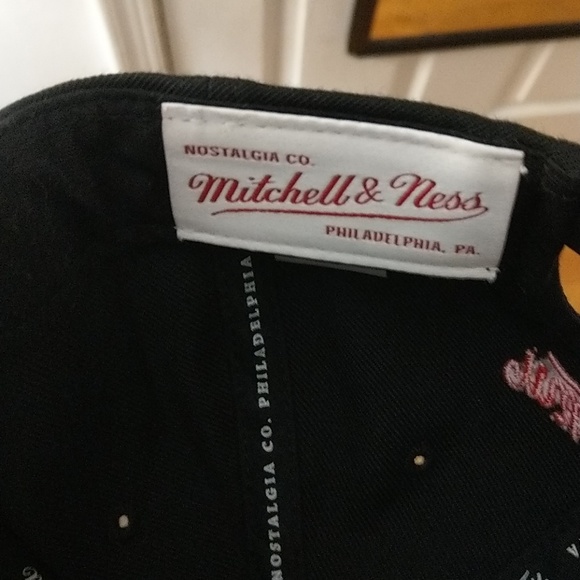 NOSTALGIA CO.
Mitchell & Ness
PHILADELPHIA, PA.
NOSTALGIA CO. PHILADELPHIA